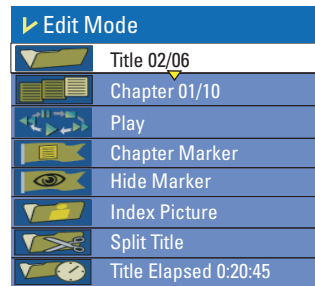 Edit Mode
Title 02/06
Chapter 01/10
Play
Chapter Marker
Hide Marker
Index Picture
Split Title
Title Elapsed 0:20:45